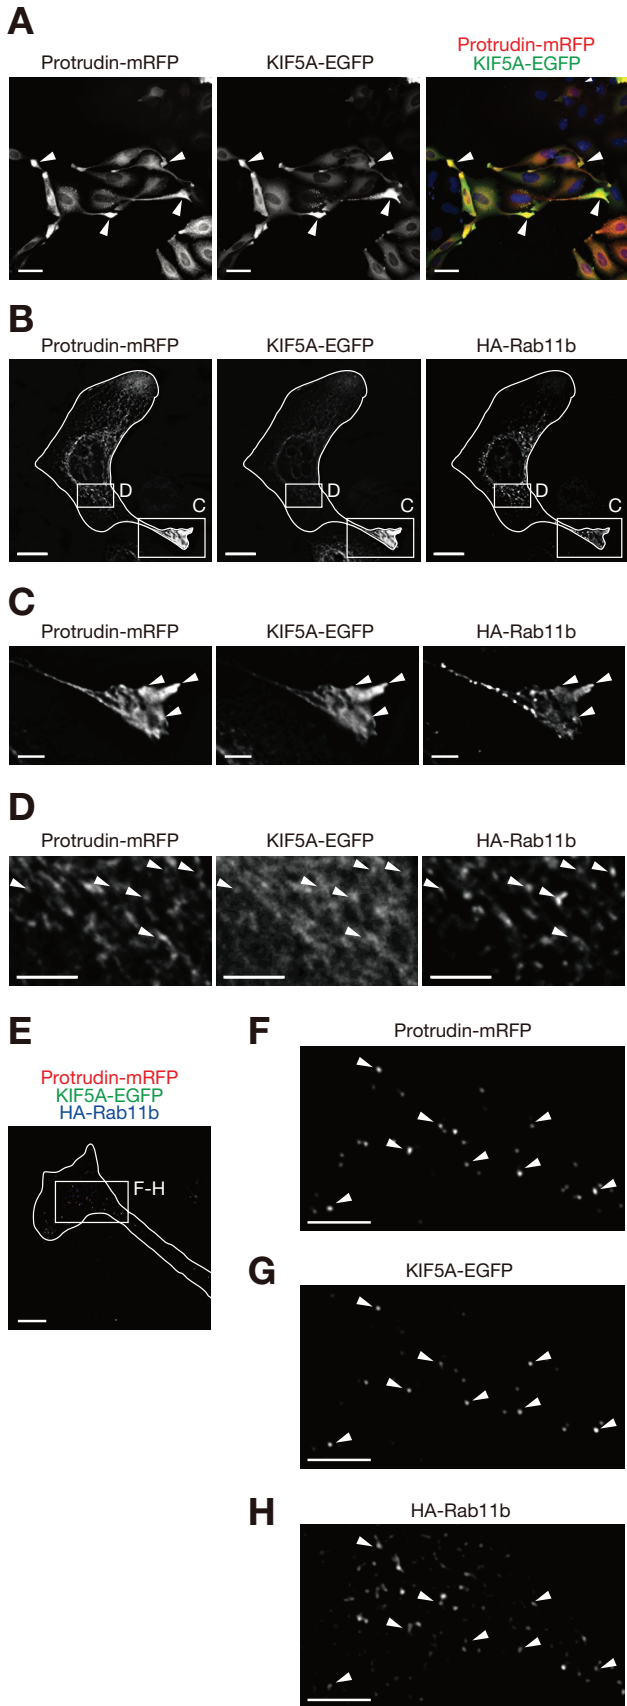 A
Protrudin-mRFP
KIF5A-EGFP
Protrudin-mRFP
KIF5A-EGFP
B
Protrudin-mRFP
KIF5A-EGFP
HA-Rab11b
D
C
D
C
D
C
C
Protrudin-mRFP
KIF5A-EGFP
HA-Rab11b
D
Protrudin-mRFP
KIF5A-EGFP
HA-Rab11b
E
Protrudin-mRFP
KIF5A-EGFP
HA-Rab11b
F-H
F
Protrudin-mRFP
G
KIF5A-EGFP
H
HA-Rab11b